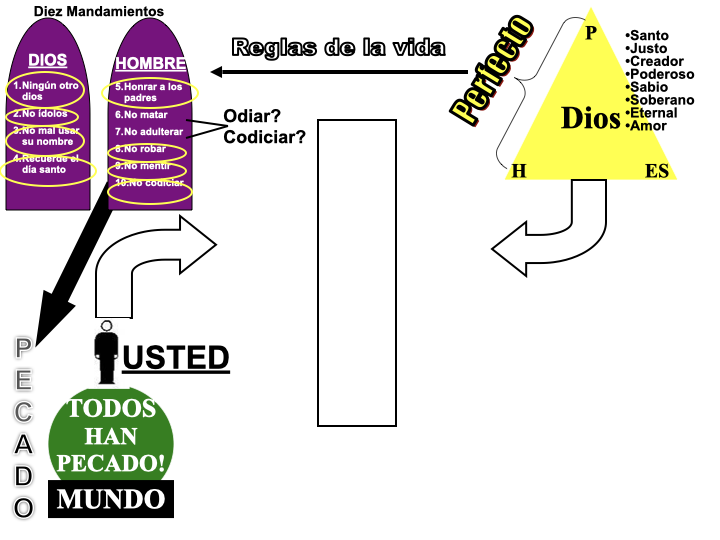 Diez Mandamientos
DIOS
1.Ningún otro
dios
2.No ídolos
3.No mal usar
su nombre
4.Recuerde el
día santo
HOMBRE
5.Honrar a los
padres
6.No matar
7.No adulterar
8.No robar
9.No mentir
10.No codiciar
Odiar?
Codiciar?
Reglas de la vida
Perfecto
P
Dios
H
ES
•Santo
•Justo
•Creador
•Poderoso
•Sabio
•Soberano
•Eternal
•Amor
PECADO
USTED
TODOS
HAN
PECADO!
MUNDO